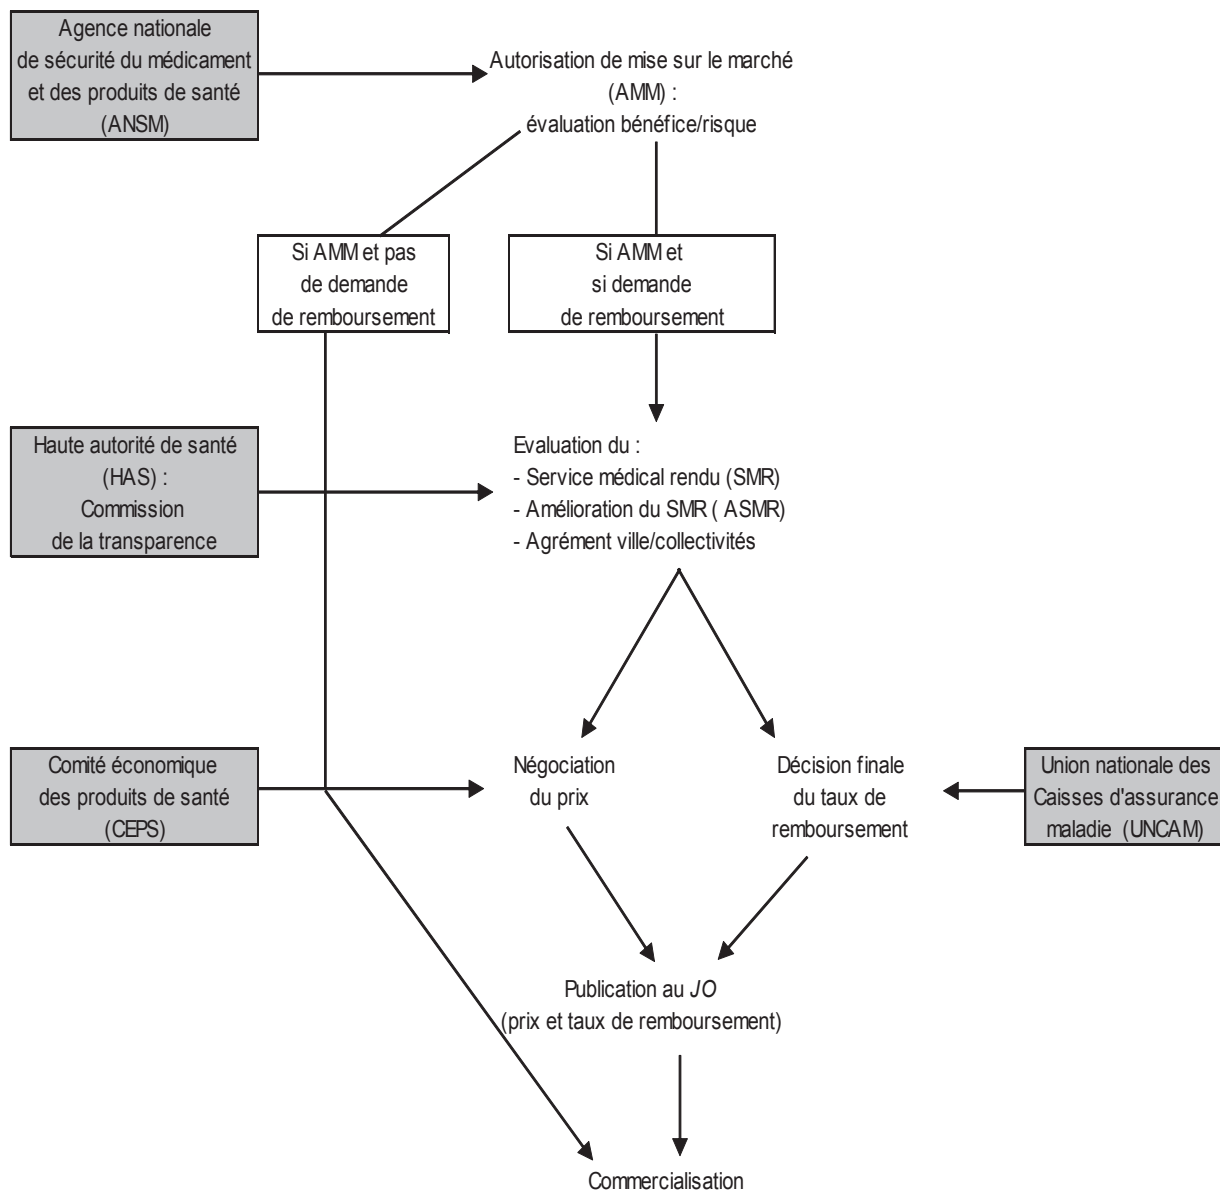 Agence nationale
de sécurité du médicament
et des produits de santé
(ANSM)
Autorisation de mise sur le marché
(AMM) :
évaluation bénéfice/risque
Si AMM et pas
de demande
de remboursement
Si AMM et
si demande
de remboursement
Haute autorité de santé
(HAS) :
Commission
de la transparence
Evaluation du :
- Service médical rendu (SMR)
- Amélioration du SMR ( ASMR)
- Agrément ville/collectivités
Comité économique
des produits de santé
(CEPS)
Négociation
du prix
Décision finale
du taux de
remboursement
Union nationale des
Caisses d'assurance
maladie (UNCAM)
Publication au JO
(prix et taux de remboursement)
Commercialisation